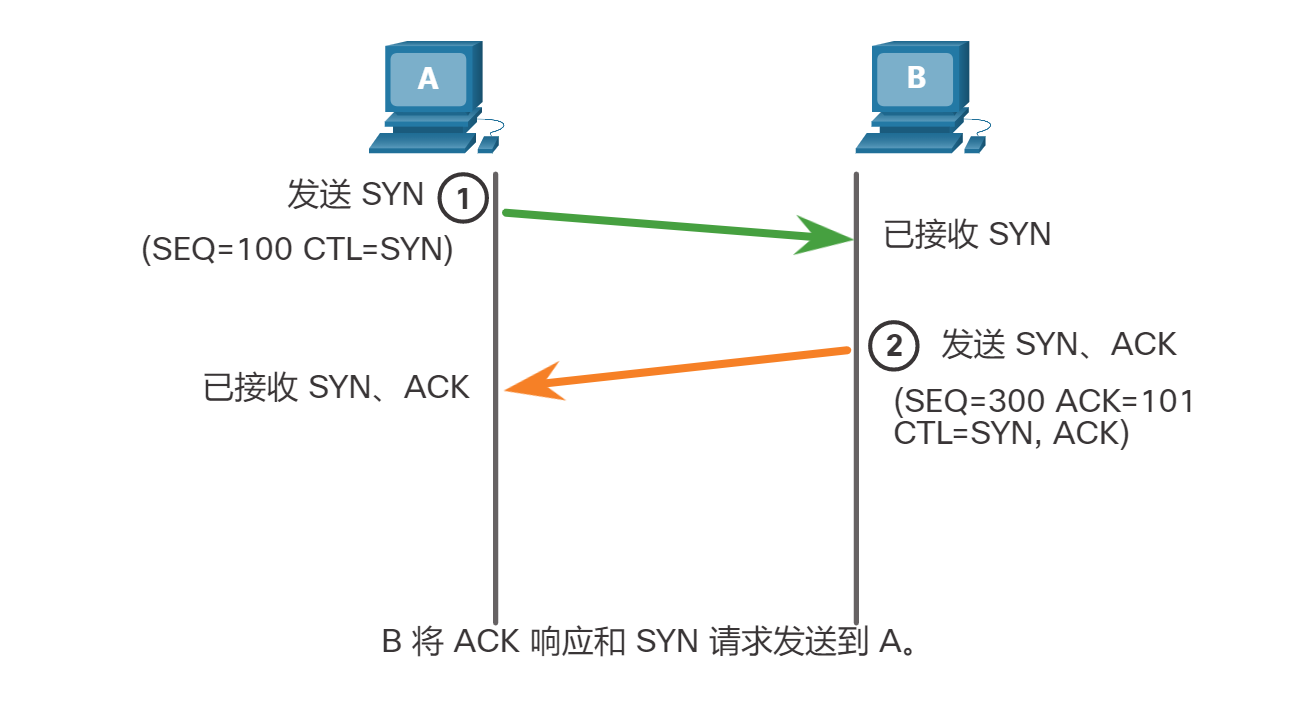 A
B
发送 SYN ①
(SEQ=100 CTL=SYN)
已接收 SYN
② 发送 SYN、ACK
已接收 SYN、ACK
(SEQ=300 ACK=101
CTL=SYN, ACK)
B 将 ACK 响应和 SYN 请求发送到 A。